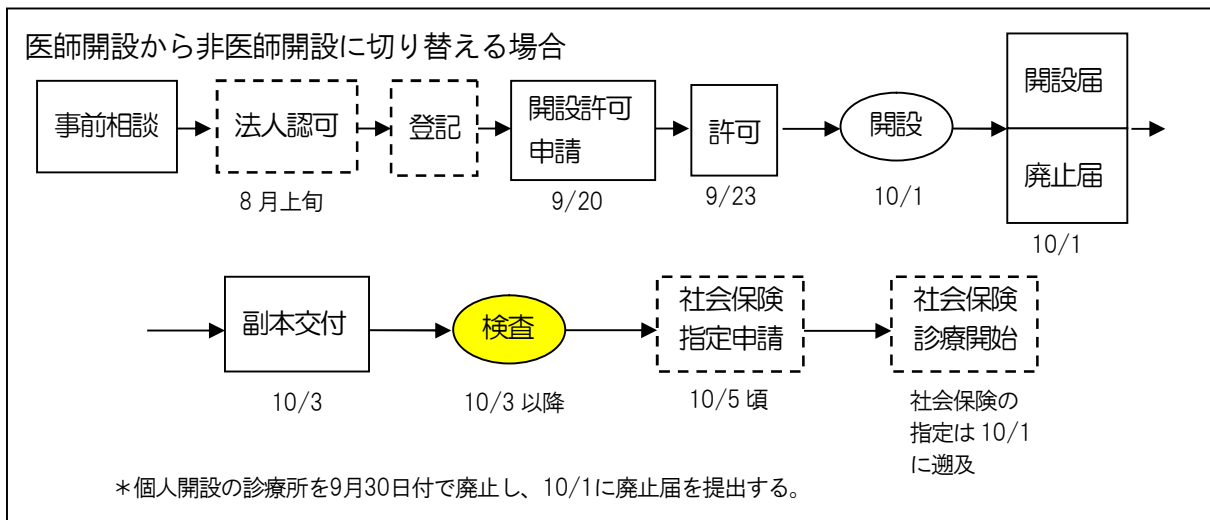 医師開設から非医師開設に切り替える場合
事前相談
法人認可
登記
開設許可
申請
許可
開設
開設届
廃止届
8月上旬
9/20
9/23
10/1
10/1
副本交付
検査
社会保険
指定申請
社会保険
診療開始
10/3
10/3 以降
10/5 頃
社会保険の
指定は 10/1
に遡及
＊個人開設の診療所を9月30日付で廃止し、10/1に廃止届を提出する。